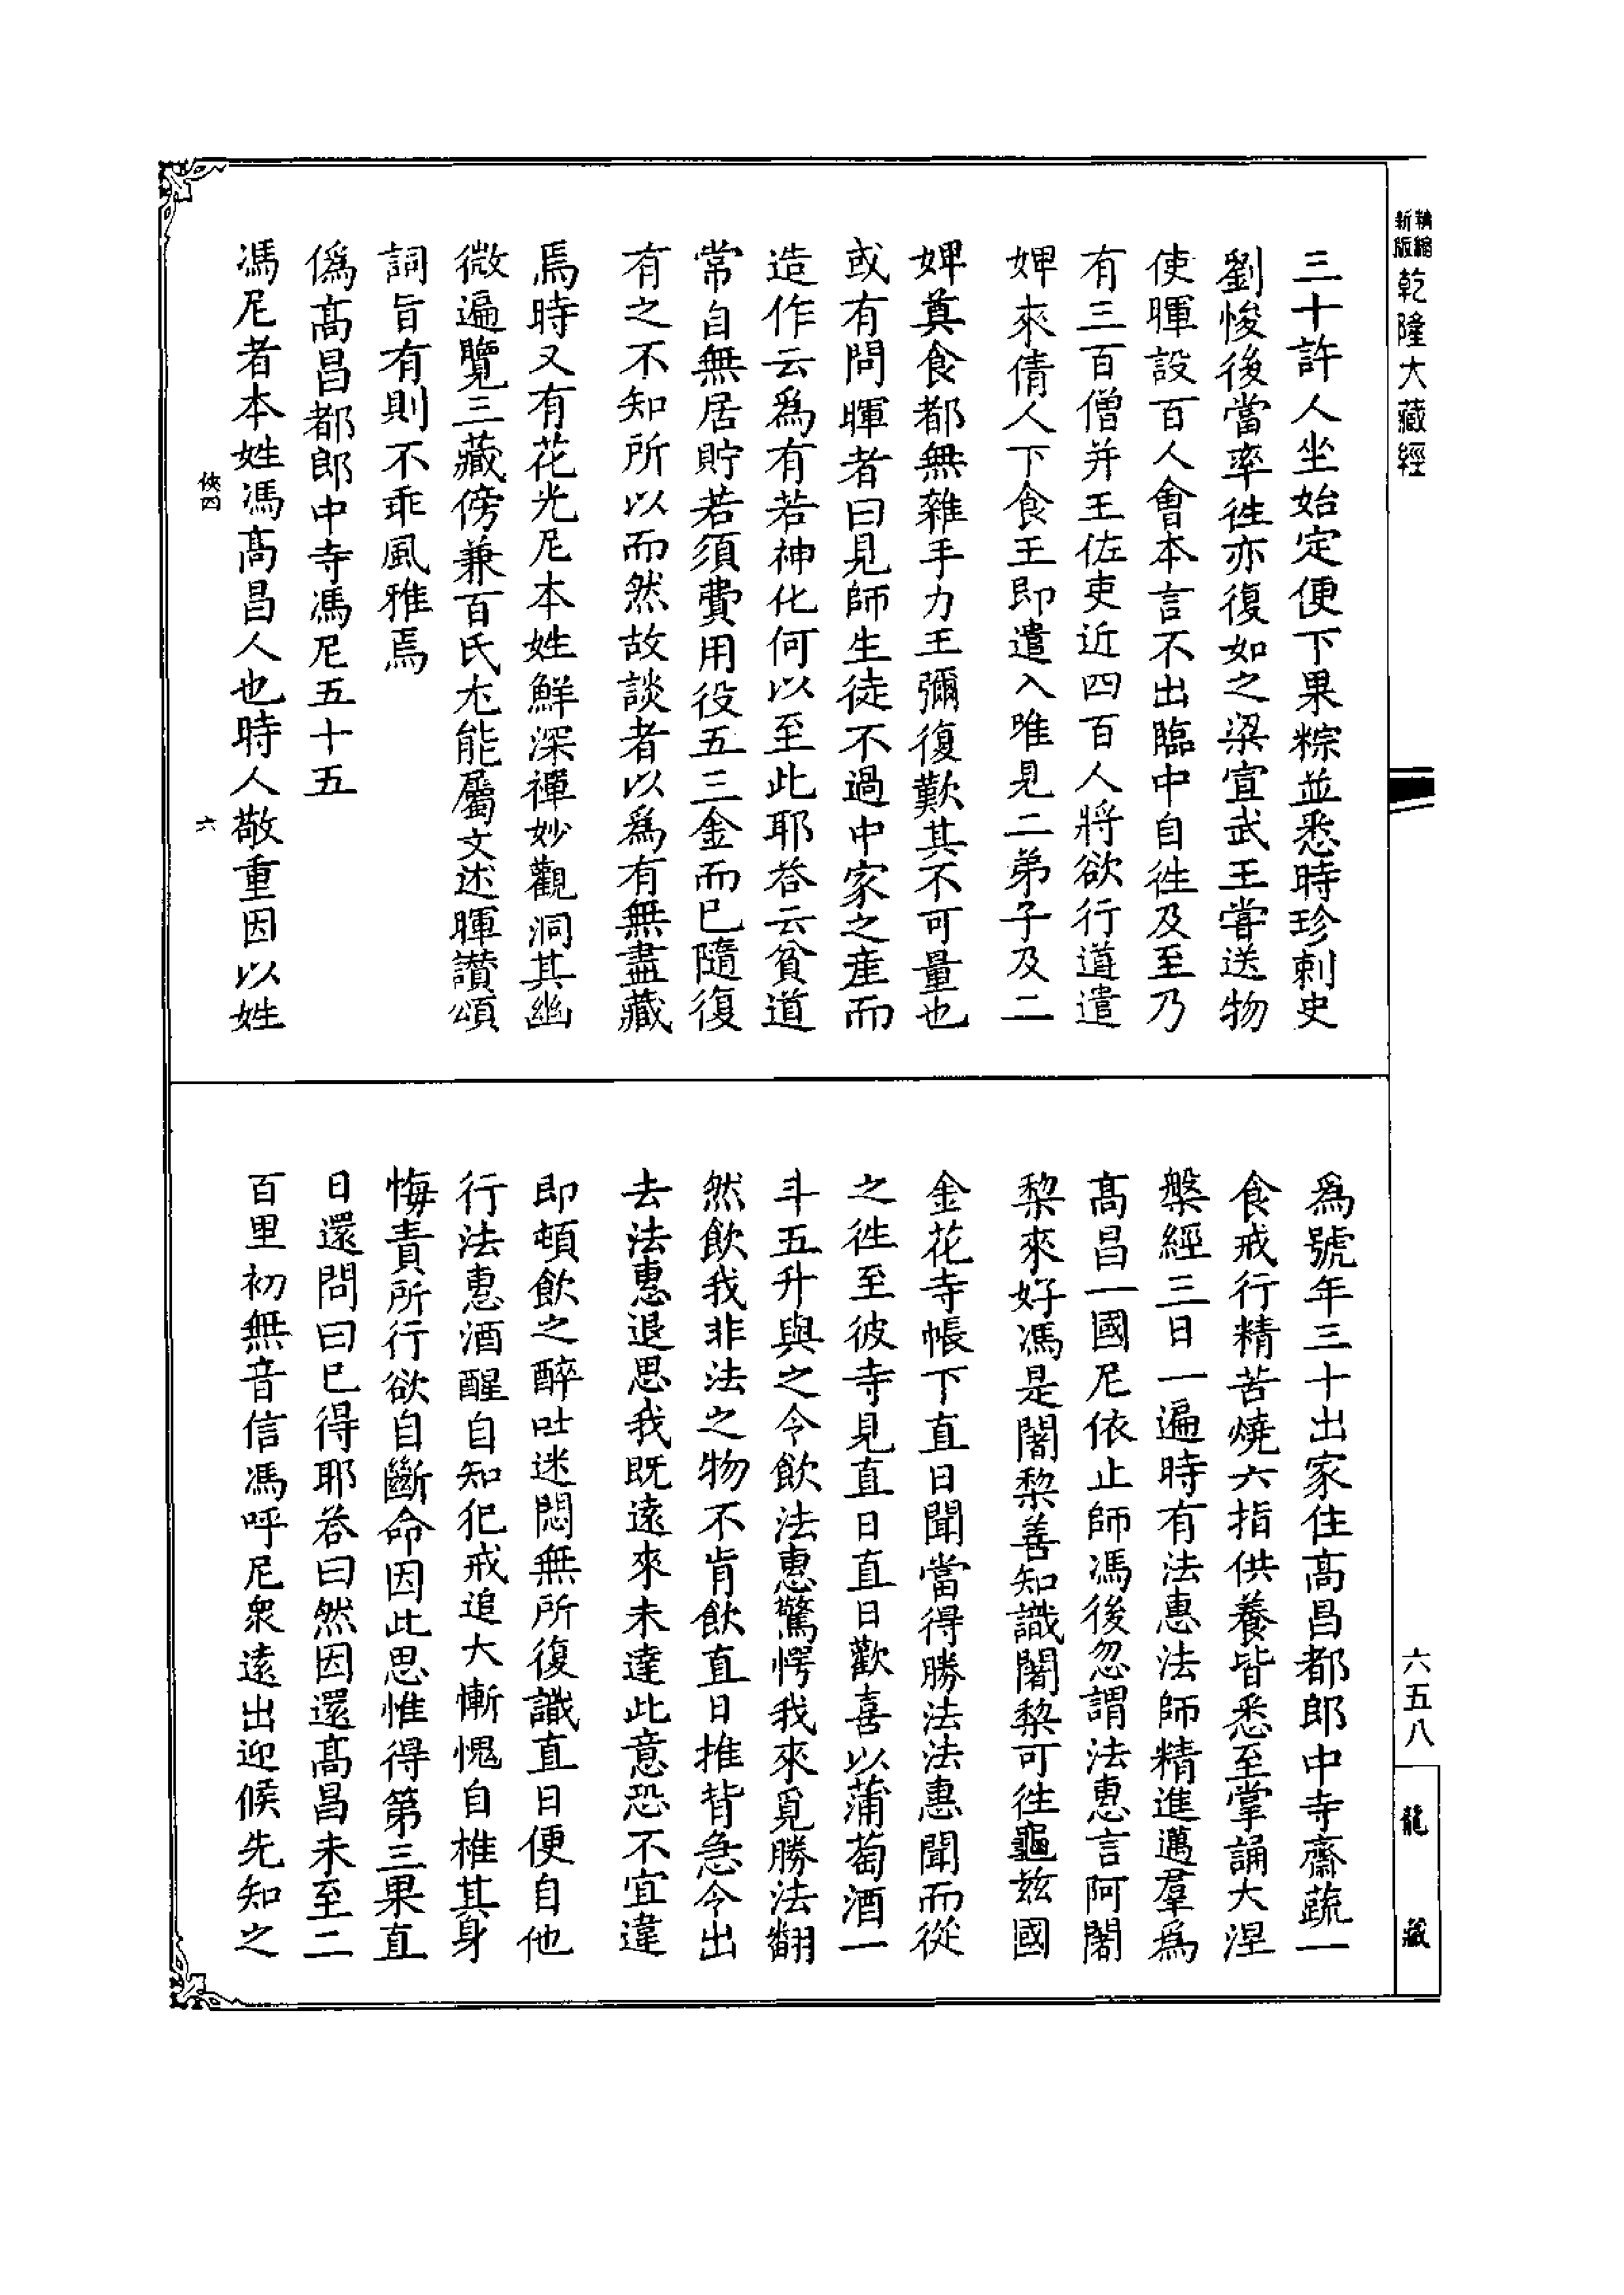 精縮
新版
乾隆大藏經
三十許人坐始定便下果粽並悉時珍刺史
劉悛後當率徃亦復如之梁宣武王甞送物
使暉設百人會本言不出臨中自徃及至乃
有三百僧并王佐吏近四百人將欲行道遣
婢來倩人下食王即遣入唯見二弟子及二
婢奠食都無雜手力王彌復歎其不可量也
或有問暉者曰見師生徒不過中家之産而
造作云爲有若神化何以至此耶答云貧道
常自無居貯若須費用役五三金而已隨復
有之不知所以而然故談者以爲有無盡藏
焉時又有花光尼本姓鮮深禪妙觀洞其幽
微遍覽三藏傍兼百氏尤能屬文述暉讃頌
詞旨有則不乖風雅焉
僞髙昌都郎中寺馮尼五十五
馮尼者本姓馮髙昌人也時人敬重因以姓
俠四
六
爲號年三十出家住髙昌都郎中寺齋蔬一
食戒行精苦燒六指供養皆悉至掌誦大涅
槃經三日一遍時有法惠法師精進邁羣爲
髙昌一國尼依止師馮後忽謂法惠言阿闍
棃來好馮是闍棃善知識闍棃可徃龜兹國
金花寺帳下直日聞當得勝法法惠聞而從
之徃至彼寺見直日直日歡喜以蒲萄酒一
斗五升與之令飲法惠驚愕我來覓勝法翻
然飲我非法之物不肯飲直日推背急令出
去法惠退思我既遠來未達此意恐不宜違
即頓飲之醉吐迷悶無所復識直日便自他
行法惠酒醒自知犯戒追大慚愧自椎其身
悔責所行欲自斷命因此思惟得第三果直
日還問曰已得耶答曰然因還髙昌未至二
百里初無音信馮呼尼衆遠出迎候先知之
六五八
龍藏